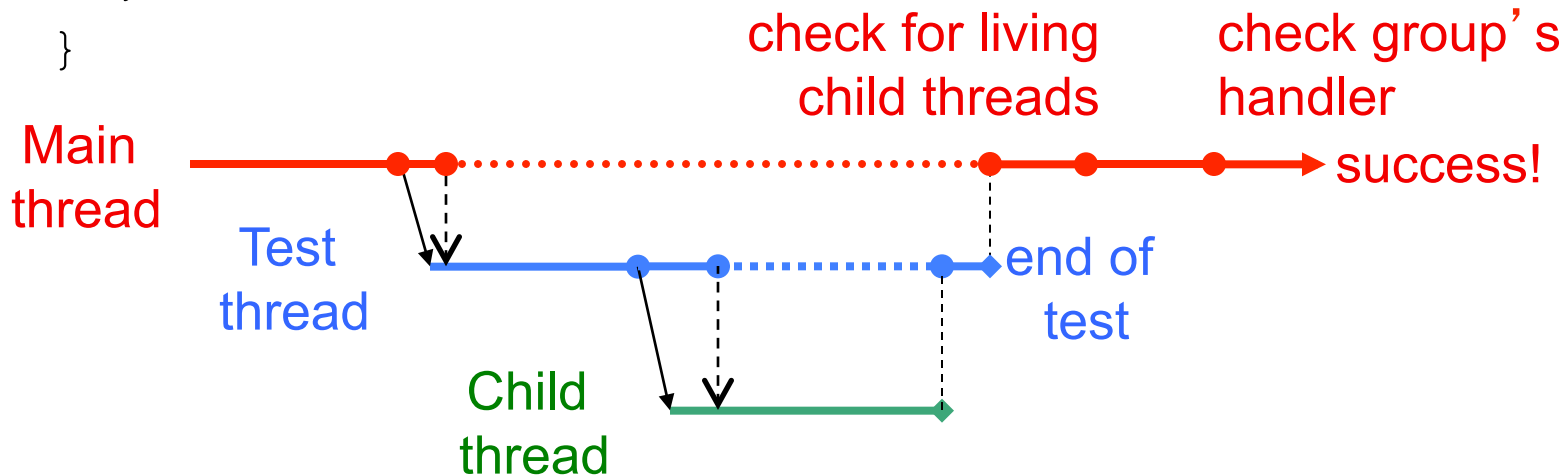 }
check for living
child threads
check group’s
handler
Main
thread
success!
Test
thread
end of
test
Child
thread